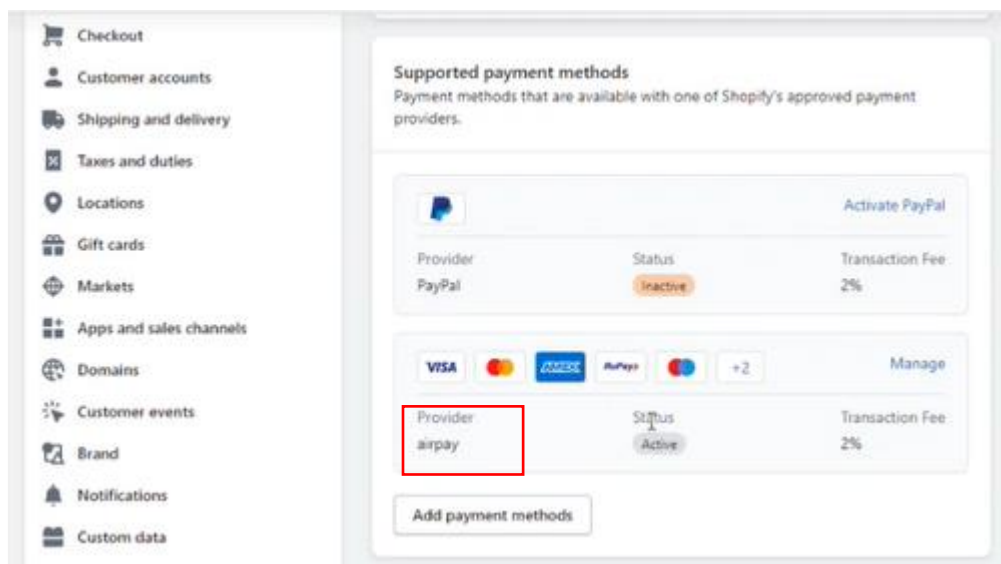 Checkout
Customer accounts
Shipping and delivery
Taxes and duties
Locations
Gift cards
Markets
Apps and sales channels
Domains
Customer events
Brand
Notifications
Custom data
Supported payment methods
Payment methods that are available with one of Shopify's approved payment
providers.
Activate PayPal
Provider Status Transaction Fee
PayPal Inactive 2%
VISA AMEX RuPay +2 Manage
Provider Status Transaction Fee
airpay Active 2%
Add payment methods